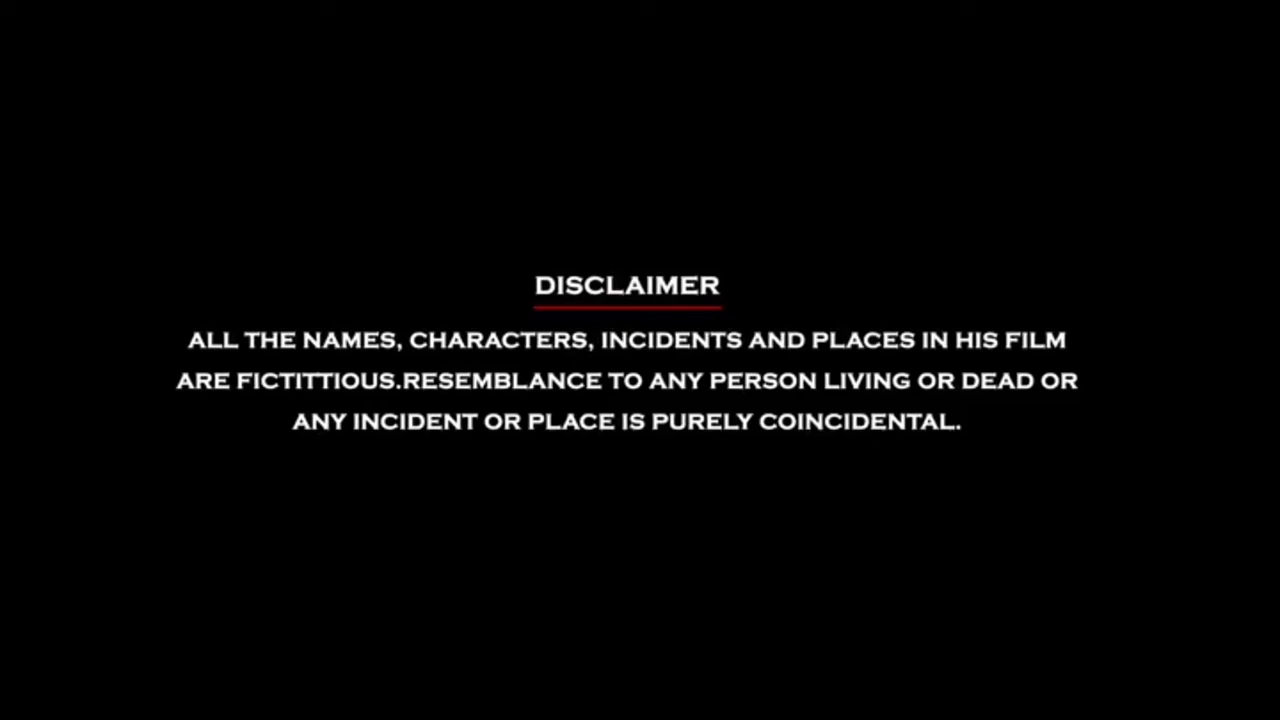 DISCLAIMER
ALL THE NAMES, CHARACTERS, INCIDENTS AND PLACES IN HIS FILM
ARE FICTITTIOUS.RESEMBLANCE TO ANY PERSON LIVING OR DEAD OR
ANY INCIDENT OR PLACE IS PURELY COINCIDENTAL.